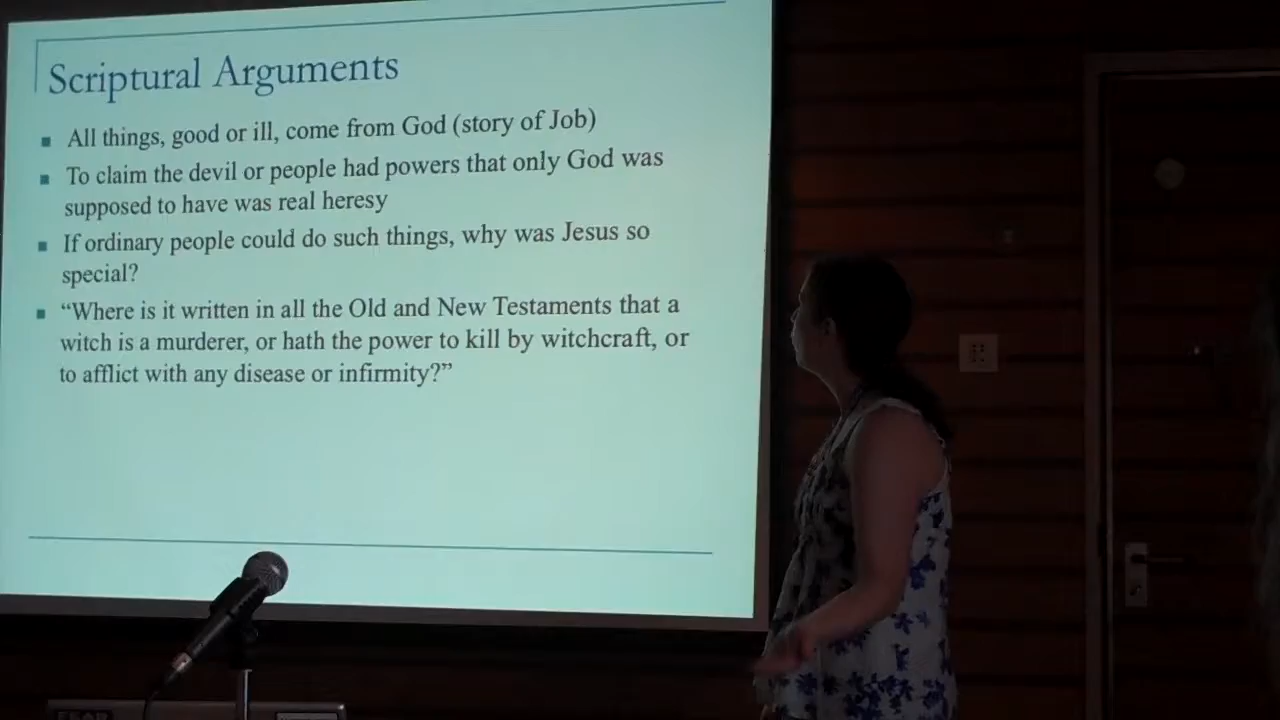 Scriptural Arguments
All things, good or ill, come from God (story of Job)
To claim the devil or people had powers that only God was
supposed to have was real heresy
If ordinary people could do such things, why was Jesus so
special?
“Where is it written in all the Old and New Testaments that a
witch is a murderer, or hath the power to kill by witchcraft, or
to afflict with any disease or infirmity?”